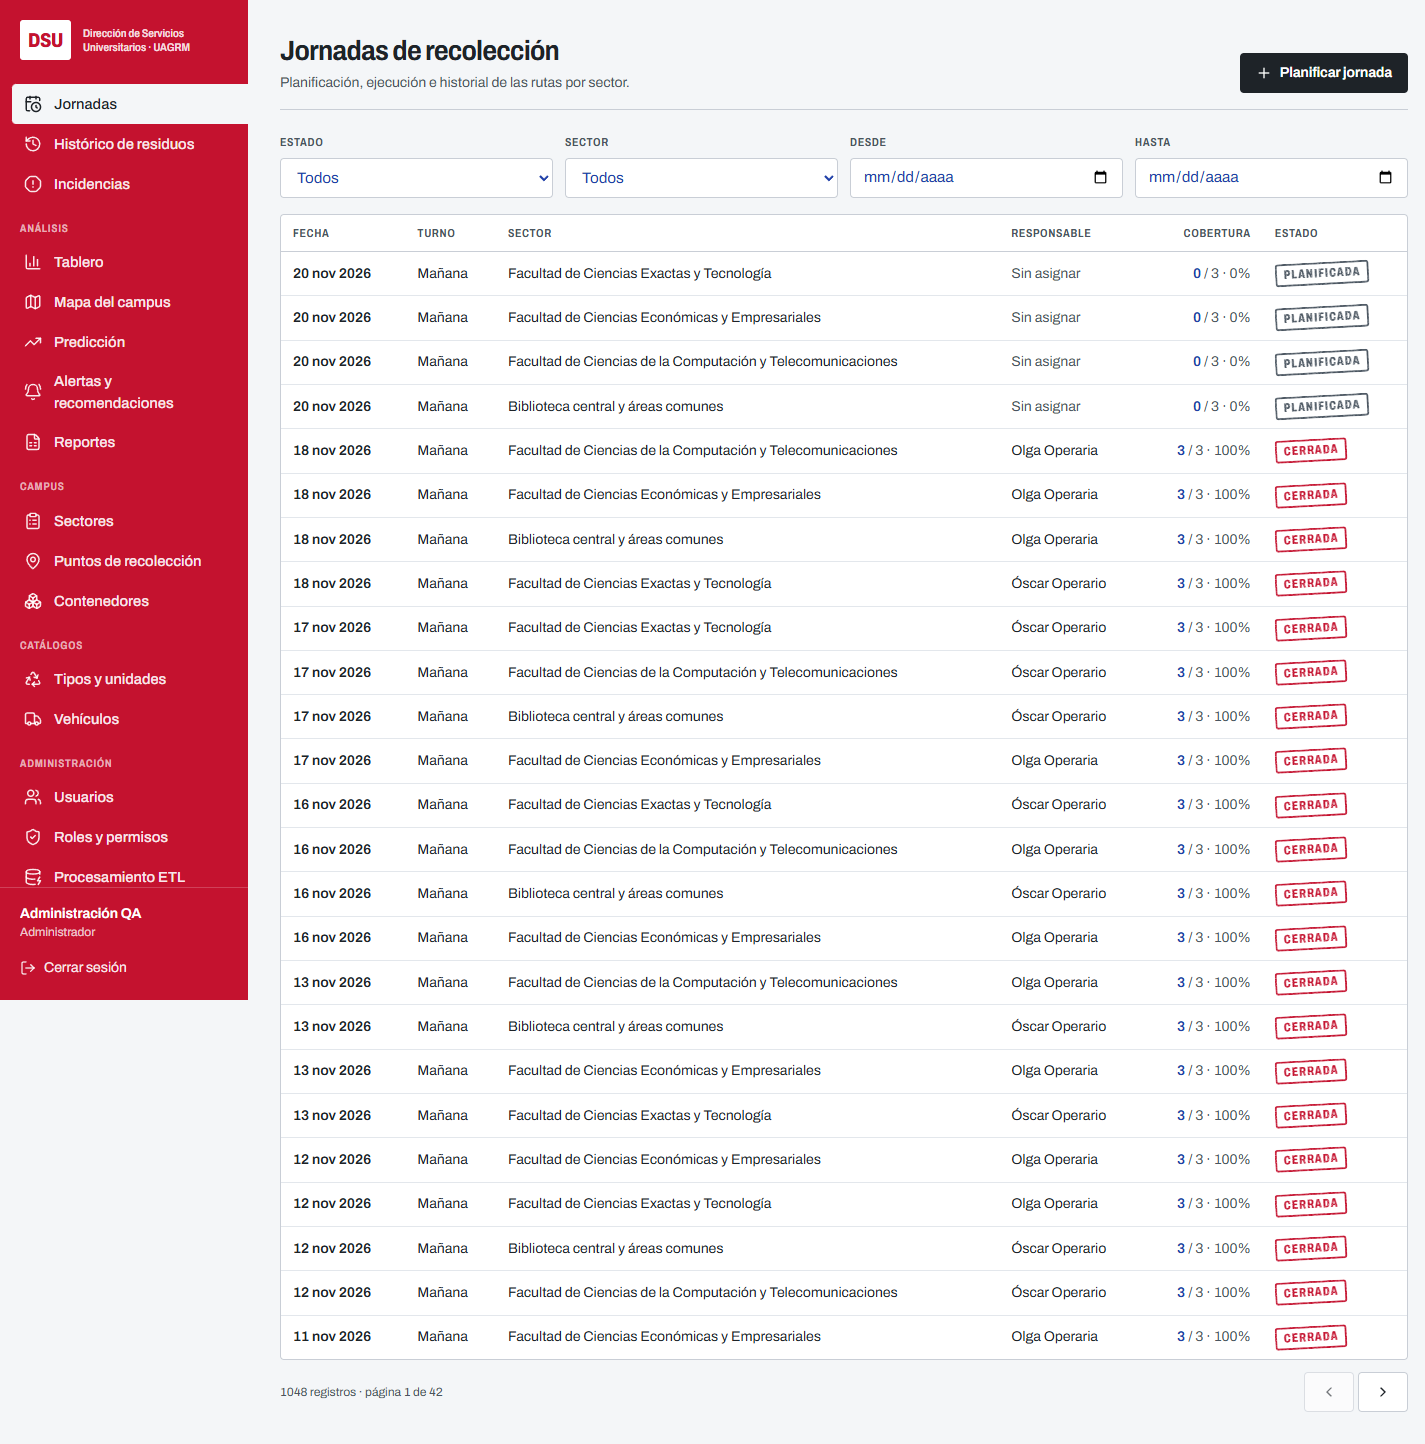 DSU
Dirección de Servicios
Universitarios · UAGRM
Jornadas
Histórico de residuos
Incidencias
ANÁLISIS
Tablero
Mapa del campus
Predicción
Alertas y
recomendaciones
Reportes
CAMPUS
Sectores
Puntos de recolección
Contenedores
CATÁLOGOS
Tipos y unidades
Vehículos
ADMINISTRACIÓN
Usuarios
Roles y permisos
Procesamiento ETL
Administración QA
Administrador
Cerrar sesión
Jornadas de recolección
Planificación, ejecución e historial de las rutas por sector.
Planificar jornada
ESTADO SECTOR DESDE HASTA
Todos Todos mm/dd/aaaa mm/dd/aaaa
FECHA TURNO SECTOR RESPONSABLE COBERTURA ESTADO
20 nov 2026 Mañana Facultad de Ciencias Exactas y Tecnología Sin asignar 0 / 3 · 0% PLANIFICADA
20 nov 2026 Mañana Facultad de Ciencias Económicas y Empresariales Sin asignar 0 / 3 · 0% PLANIFICADA
20 nov 2026 Mañana Facultad de Ciencias de la Computación y Telecomunicaciones Sin asignar 0 / 3 · 0% PLANIFICADA
20 nov 2026 Mañana Biblioteca central y áreas comunes Sin asignar 0 / 3 · 0% PLANIFICADA
18 nov 2026 Mañana Facultad de Ciencias de la Computación y Telecomunicaciones Olga Operaria 3 / 3 · 100% CERRADA
18 nov 2026 Mañana Facultad de Ciencias Económicas y Empresariales Olga Operaria 3 / 3 · 100% CERRADA
18 nov 2026 Mañana Biblioteca central y áreas comunes Olga Operaria 3 / 3 · 100% CERRADA
18 nov 2026 Mañana Facultad de Ciencias Exactas y Tecnología Óscar Operario 3 / 3 · 100% CERRADA
17 nov 2026 Mañana Facultad de Ciencias Exactas y Tecnología Óscar Operario 3 / 3 · 100% CERRADA
17 nov 2026 Mañana Facultad de Ciencias de la Computación y Telecomunicaciones Óscar Operario 3 / 3 · 100% CERRADA
17 nov 2026 Mañana Biblioteca central y áreas comunes Óscar Operario 3 / 3 · 100% CERRADA
17 nov 2026 Mañana Facultad de Ciencias Económicas y Empresariales Olga Operaria 3 / 3 · 100% CERRADA
16 nov 2026 Mañana Facultad de Ciencias Exactas y Tecnología Óscar Operario 3 / 3 · 100% CERRADA
16 nov 2026 Mañana Facultad de Ciencias de la Computación y Telecomunicaciones Óscar Operario 3 / 3 · 100% CERRADA
16 nov 2026 Mañana Biblioteca central y áreas comunes Óscar Operario 3 / 3 · 100% CERRADA
16 nov 2026 Mañana Facultad de Ciencias Económicas y Empresariales Olga Operaria 3 / 3 · 100% CERRADA
13 nov 2026 Mañana Facultad de Ciencias de la Computación y Telecomunicaciones Olga Operaria 3 / 3 · 100% CERRADA
13 nov 2026 Mañana Biblioteca central y áreas comunes Óscar Operario 3 / 3 · 100% CERRADA
13 nov 2026 Mañana Facultad de Ciencias Económicas y Empresariales Olga Operaria 3 / 3 · 100% CERRADA
13 nov 2026 Mañana Facultad de Ciencias Exactas y Tecnología Óscar Operario 3 / 3 · 100% CERRADA
12 nov 2026 Mañana Facultad de Ciencias Económicas y Empresariales Olga Operaria 3 / 3 · 100% CERRADA
12 nov 2026 Mañana Facultad de Ciencias Exactas y Tecnología Olga Operaria 3 / 3 · 100% CERRADA
12 nov 2026 Mañana Biblioteca central y áreas comunes Óscar Operario 3 / 3 · 100% CERRADA
12 nov 2026 Mañana Facultad de Ciencias de la Computación y Telecomunicaciones Óscar Operario 3 / 3 · 100% CERRADA
11 nov 2026 Mañana Facultad de Ciencias Económicas y Empresariales Olga Operaria 3 / 3 · 100% CERRADA
1048 registros · página 1 de 42